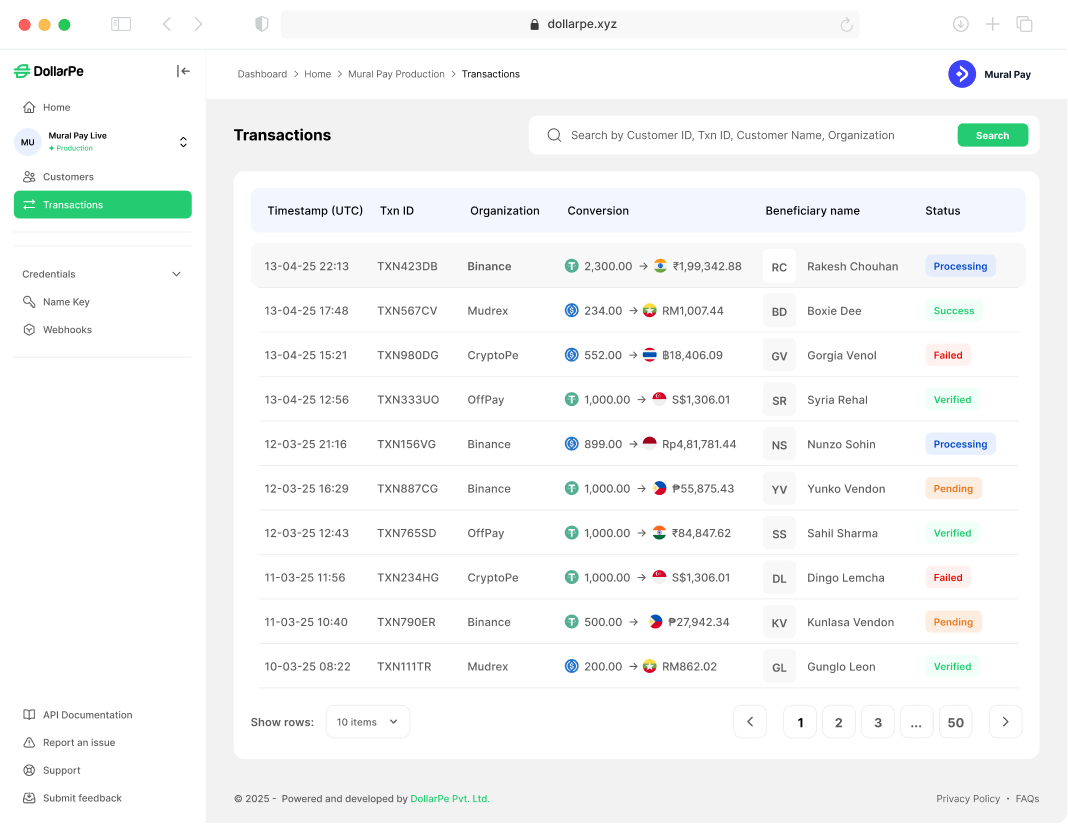 dollarpe.xyz
DollarPe
Dashboard > Home > Mural Pay Production > Transactions
Mural Pay
Home
MU
Mural Pay Live
Production
Customers
Transactions
Credentials
Name Key
Webhooks
API Documentation
Report an issue
Support
Submit feedback
Transactions
Search by Customer ID, Txn ID, Customer Name, Organization
Search
Timestamp (UTC) Txn ID Organization Conversion Beneficiary name Status
13-04-25 22:13 TXN423DB Binance 2,300.00 → ₹1,99,342.88 RC Rakesh Chouhan Processing
13-04-25 17:48 TXN567CV Mudrex 234.00 → RM1,007.44 BD Boxie Dee Success
13-04-25 15:21 TXN980DG CryptoPe 552.00 → ฿18,406.09 GV Gorgia Venol Failed
13-04-25 12:56 TXN333UO OffPay 1,000.00 → S$1,306.01 SR Syria Rehal Verified
12-03-25 21:16 TXN156VG Binance 899.00 → Rp4,81,781.44 NS Nunzo Sohin Processing
12-03-25 16:29 TXN887CG Binance 1,000.00 → ₱55,875.43 YV Yunko Vendon Pending
12-03-25 12:43 TXN765SD OffPay 1,000.00 → ₹84,847.62 SS Sahil Sharma Verified
11-03-25 11:56 TXN234HG CryptoPe 1,000.00 → S$1,306.01 DL Dingo Lemcha Failed
11-03-25 10:40 TXN790ER Binance 500.00 → ₱27,942.34 KV Kunlasa Vendon Pending
10-03-25 08:22 TXN111TR Mudrex 200.00 → RM862.02 GL Gunglo Leon Verified
Show rows: 10 items
1 2 3 ... 50
© 2025 - Powered and developed by DollarPe Pvt. Ltd.
Privacy Policy • FAQs